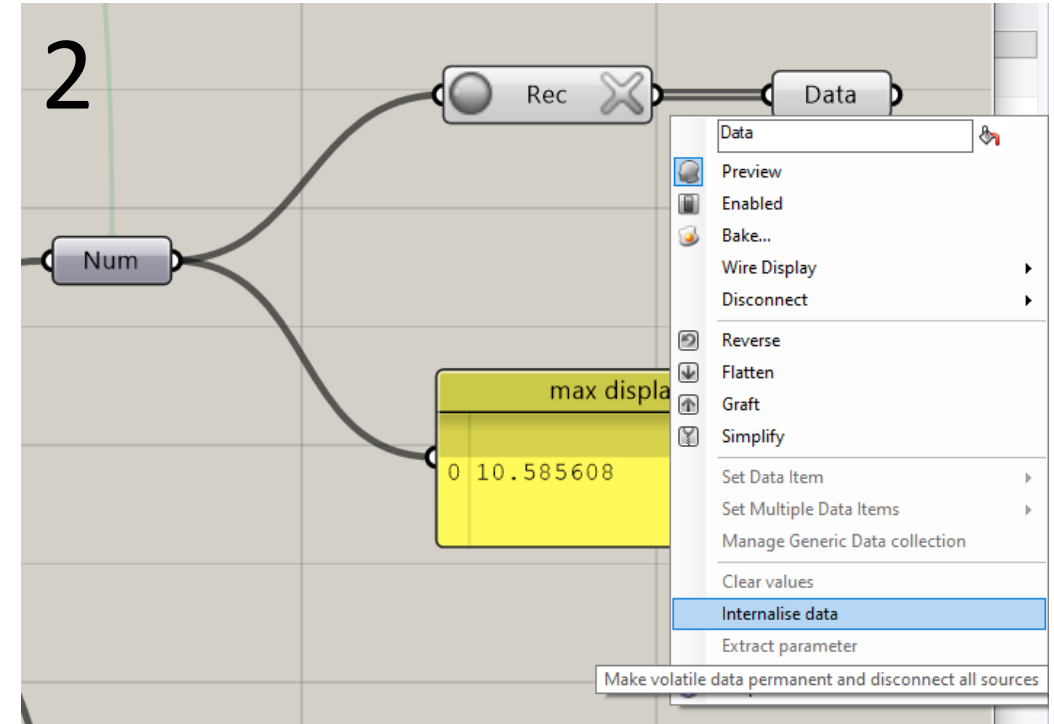 2
Rec
Data
Data
Preview
Enabled
Bake...
Wire Display
Disconnect
Num
Reverse
Flatten
max displa
Graft
Simplify
0 10.585608
Set Data Item
Set Multiple Data Items
Manage Generic Data collection
Clear values
Internalise data
Extract parameter
Make volatile data permanent and disconnect all sources